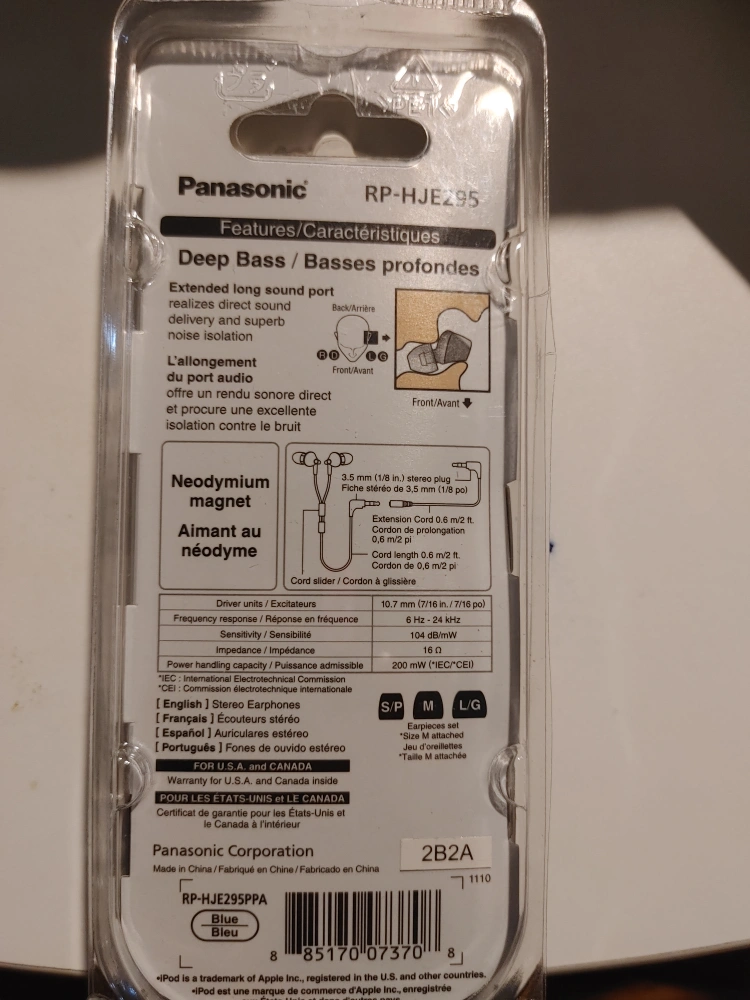 Panasonic RP-HJE295
Features/Caractéristiques
Deep Bass / Basses profondes
Extended long sound port
realizes direct sound
delivery and superb
noise isolation
L'allongement
du port audio
offre un rendu sonore direct
et procure une excellente
isolation contre le bruit
Back/Arrière
R D L G
Front/Avant
Front/Avant
Neodymium
magnet
Aimant au
néodyme
3.5 mm (1/8 in.) stereo plug
Fiche stéréo de 3,5 mm (1/8 po)
Extension Cord 0.6 m/2 ft.
Cordon de prolongation
0,6 m/2 pi
Cord length 0.6 m/2 ft.
Cordon de 0,6 m/2 pi
Cord slider / Cordon à glissière
Driver units / Excitateurs 10.7 mm (7/16 in./7/16 po)
Frequency response / Réponse en fréquence 6 Hz - 24 kHz
Sensitivity / Sensibilité 104 dB/mW
Impedance / Impédance 16 Ω
Power handling capacity / Puissance admissible 200 mW (*IEC/*CEI)
*IEC : International Electrotechnical Commission
*CEI : Commission électrotechnique internationale
[ English ] Stereo Earphones
[ Français ] Écouteurs stéréo
[ Español ] Auriculares estéreo
[ Português ] Fones de ouvido estéreo
S/P M L/G
Earpieces set
*Size M attached
Jeu d'oreillettes
*Taille M attachée
FOR U.S.A. and CANADA
Warranty for U.S.A. and Canada inside
POUR LES ÉTATS-UNIS et LE CANADA
Certificat de garantie pour les États-Unis et
le Canada à l'intérieur
Panasonic Corporation
2B2A
Made in China / Fabriqué en Chine / Fabricado en China
1110
RP-HJE295PPA
Blue
Bleu
8 85170 07370 8
•iPod is a trademark of Apple Inc., registered in the U.S. and other countries.
•iPod est une marque de commerce d'Apple Inc., enregistrée